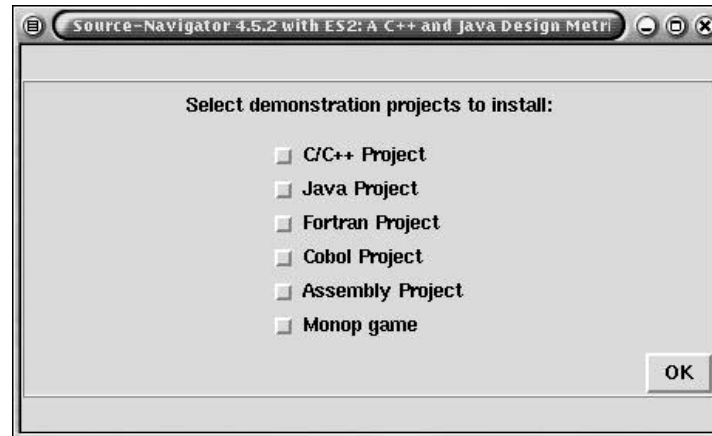 Source-Navigator 4.5.2 with ES2: A C++ and Java Design Metri
Select demonstration projects to install:
C/C++ Project
Java Project
Fortran Project
Cobol Project
Assembly Project
Monop game
OK